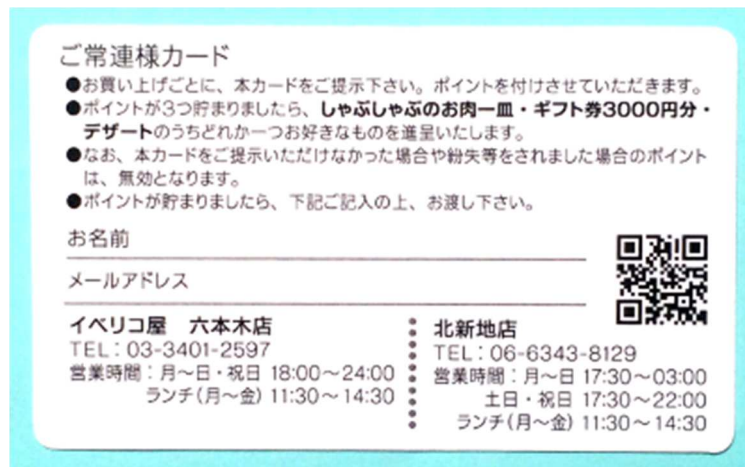 ご常連様カード
●お買い上げごとに、本カードをご提示下さい。ポイントを付けさせていただきます。
●ポイントが3つ貯まりましたら、しゃぶしゃぶのお肉一皿・ギフト券3000円分・
デザートのうちどれか一つお好きなものを進呈いたします。
●なお、本カードをご提示いただけなかった場合や紛失等をされました場合のポイント
は、無効となります。
●ポイントが貯まりましたら、下記ご記入の上、お渡し下さい。
お名前
メールアドレス
イベリコ屋 六本木店
TEL：03-3401-2597
営業時間：月～日・祝日 18:00～24:00
ランチ(月～金) 11:30～14:30
北新地店
TEL：06-6343-8129
営業時間：月～日 17:30～03:00
土日・祝日 17:30～22:00
ランチ(月～金) 11:30～14:30